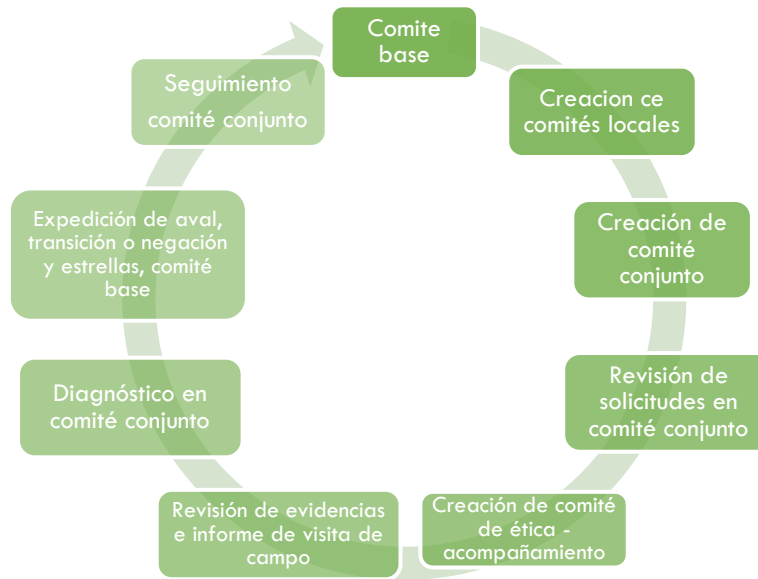 Comite
base
Creacion ce
comités locales
Creación de
comité
conjunto
Revisión de
solicitudes en
comité conjunto
Creación de comité
de ética -
acompañamiento
Revisión de evidencias
e informe de visita de
campo
Diagnóstico en
comité conjunto
Expedición de aval,
transición o negación
y estrellas, comité
base
Seguimiento
comité conjunto